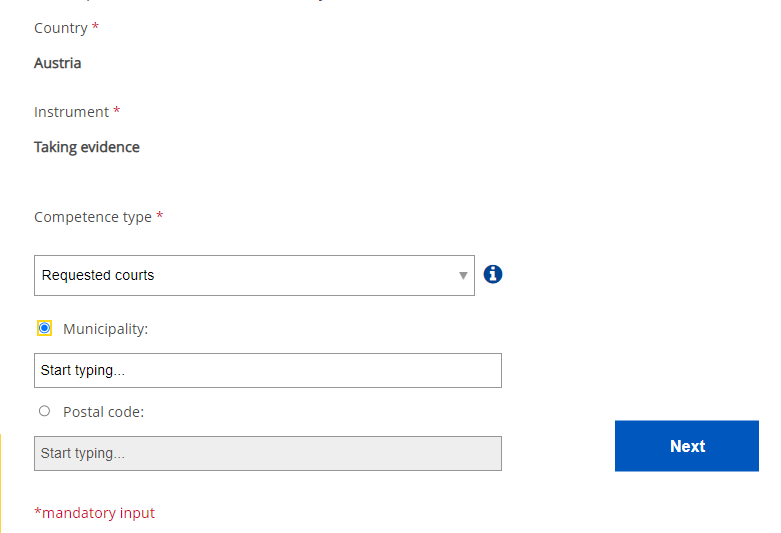 Country *
Austria
Instrument *
Taking evidence
Competence type *
Requested courts
Municipality:
Start typing...
Postal code:
Start typing...
Next
*mandatory input